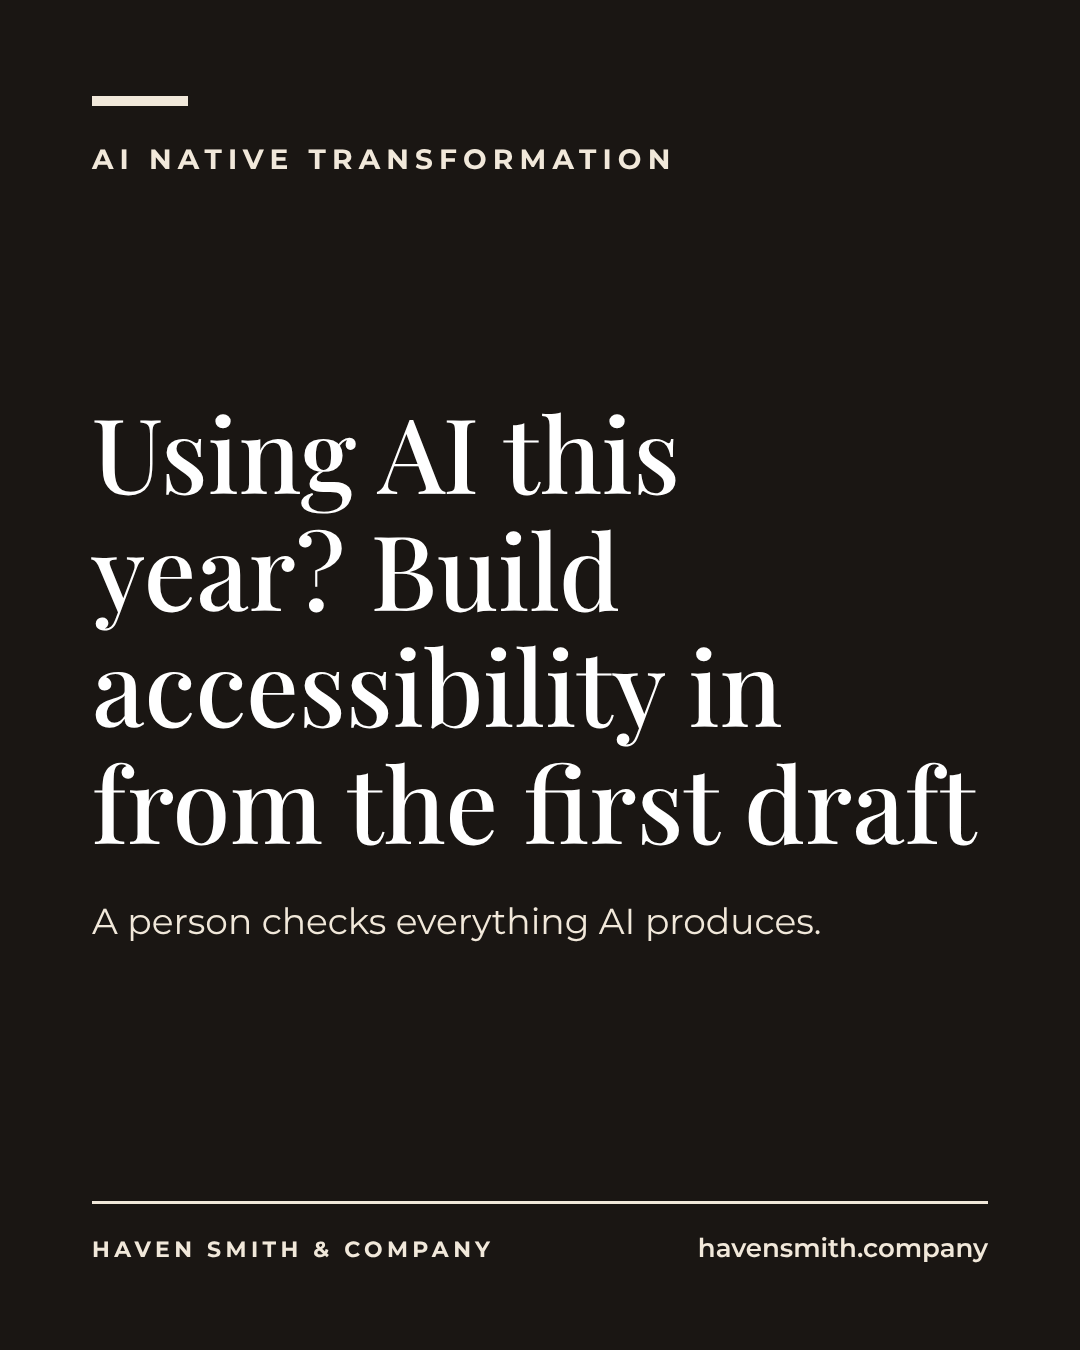 AI NATIVE TRANSFORMATION
Using AI this
year? Build
accessibility in
from the first draft
A person checks everything AI produces.
HAVEN SMITH & COMPANY
havensmith.company